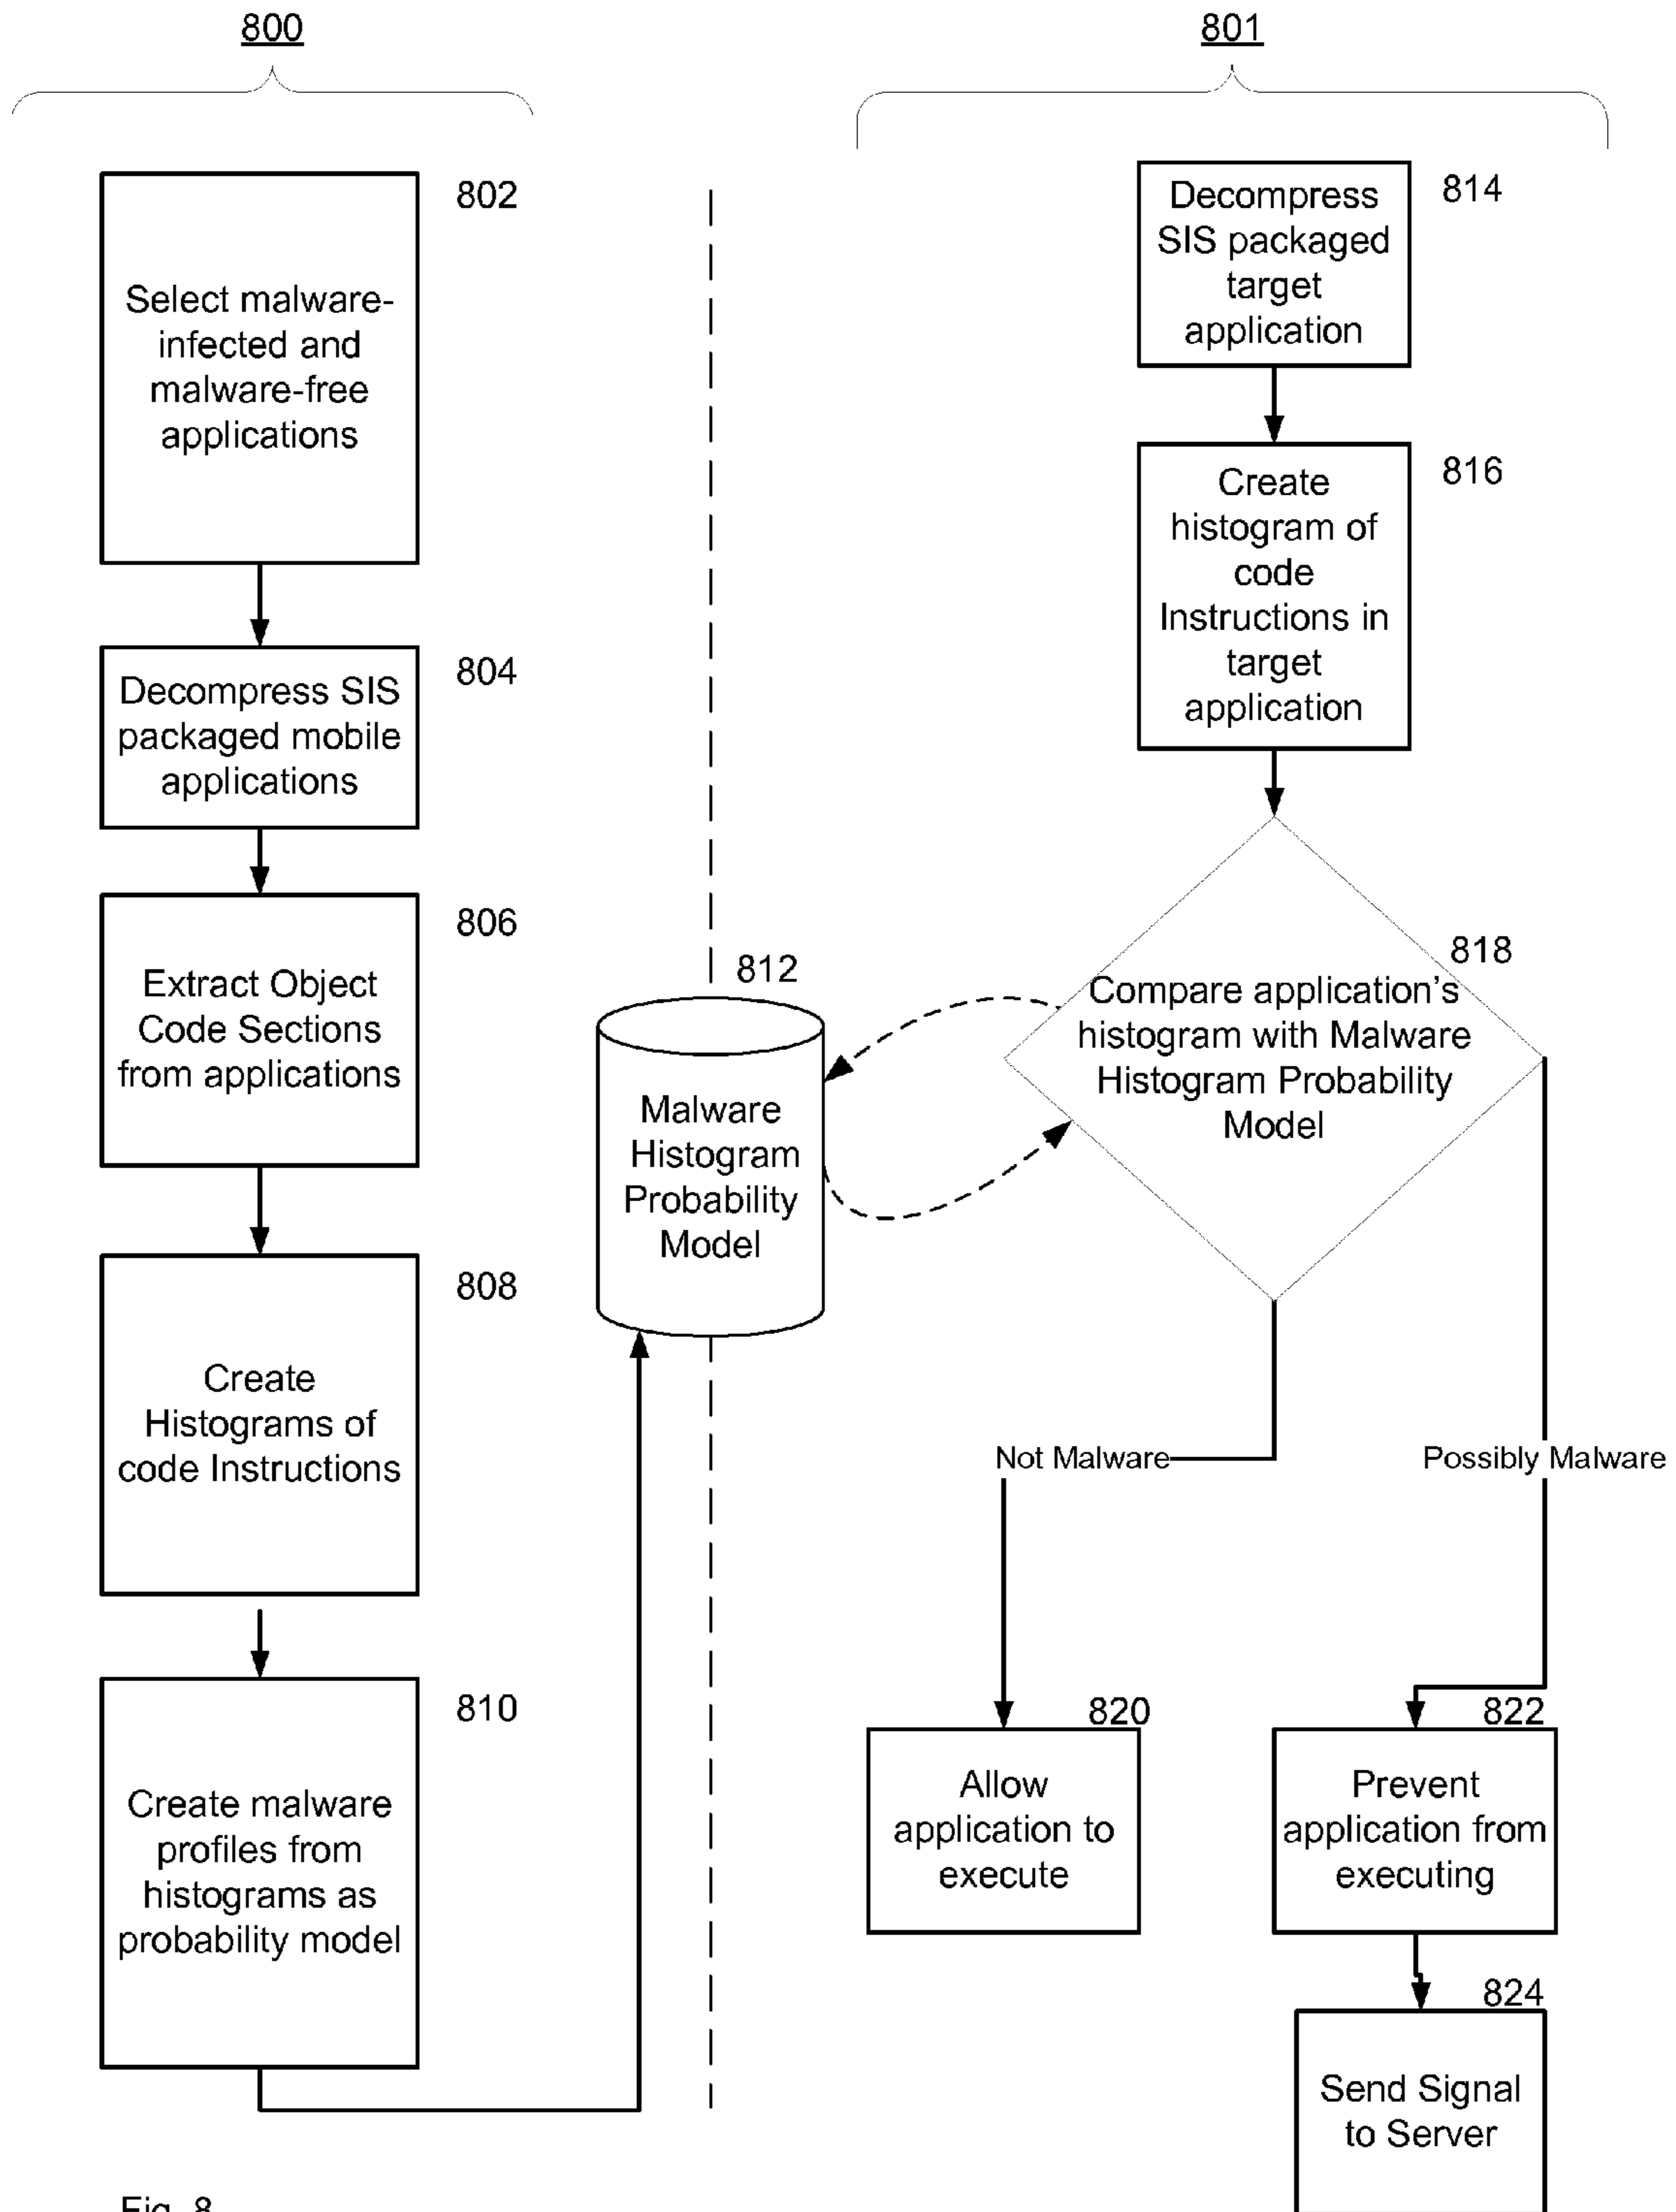 800
802
Select malware-
infected and
malware-free
applications
804
Decompress SIS
packaged mobile
applications
806
Extract Object
Code Sections
from applications
808
Create
Histograms of
code Instructions
810
Create malware
profiles from
histograms as
probability model
812
Malware
Histogram
Probability
Model
801
814
Decompress
SIS packaged
target
application
816
Create
histogram of
code
Instructions in
target
application
818
Compare application's
histogram with Malware
Histogram Probability
Model
Not Malware
Possibly Malware
820
Allow
application to
execute
822
Prevent
application from
executing
824
Send Signal
to Server
Fig. 8